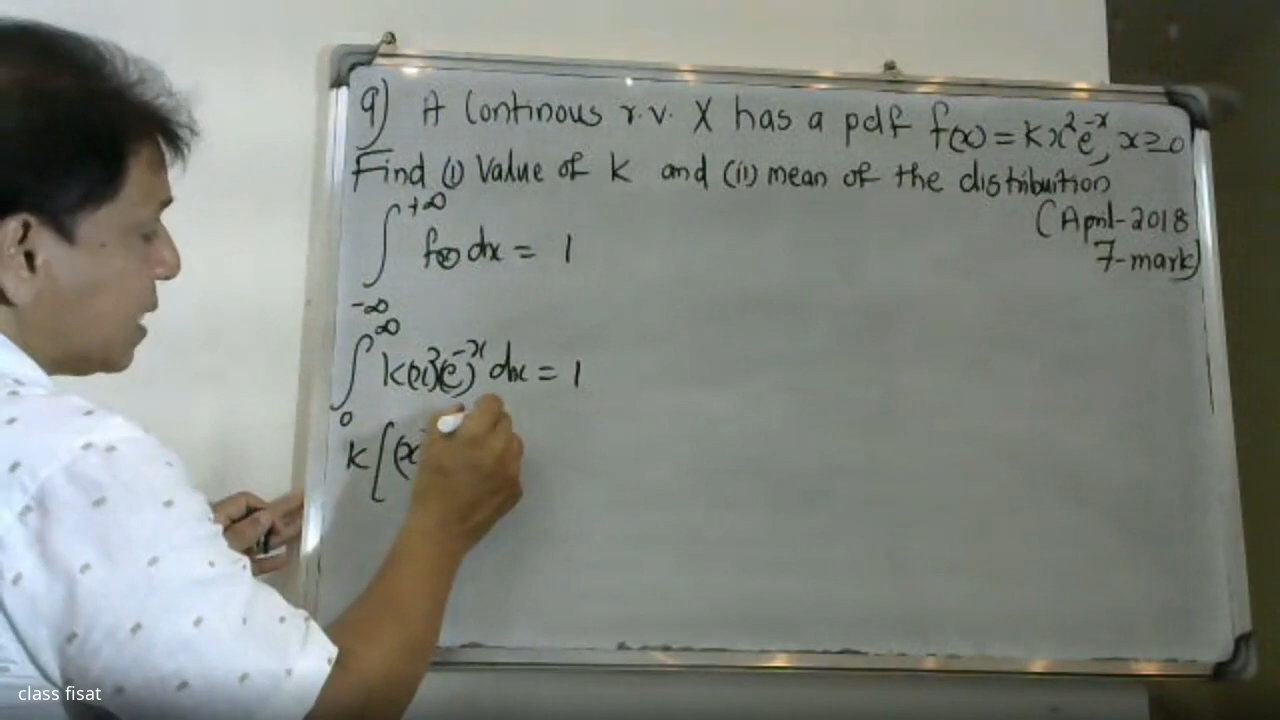 9) A Continous r.v. X has a pdf f(x) = kx²e⁻ˣ, x≥0
Find (i) Value of k and (ii) mean of the distribuition
(April-2018
7-mark)
∫₋∞⁺∞ f(x) dx = 1
∫₀∞ k(x²)(e⁻ˣ) dx = 1
k[(x
class fisat